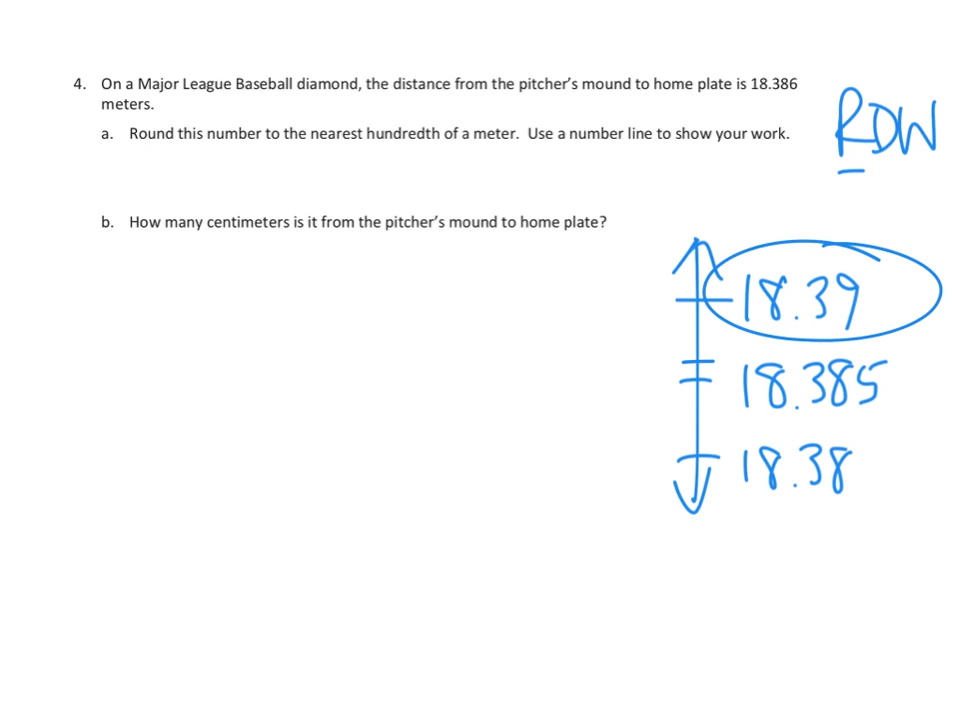 4. On a Major League Baseball diamond, the distance from the pitcher's mound to home plate is 18.386
meters.
a. Round this number to the nearest hundredth of a meter. Use a number line to show your work.
RDW
b. How many centimeters is it from the pitcher's mound to home plate?
18.39
18.385
18.38